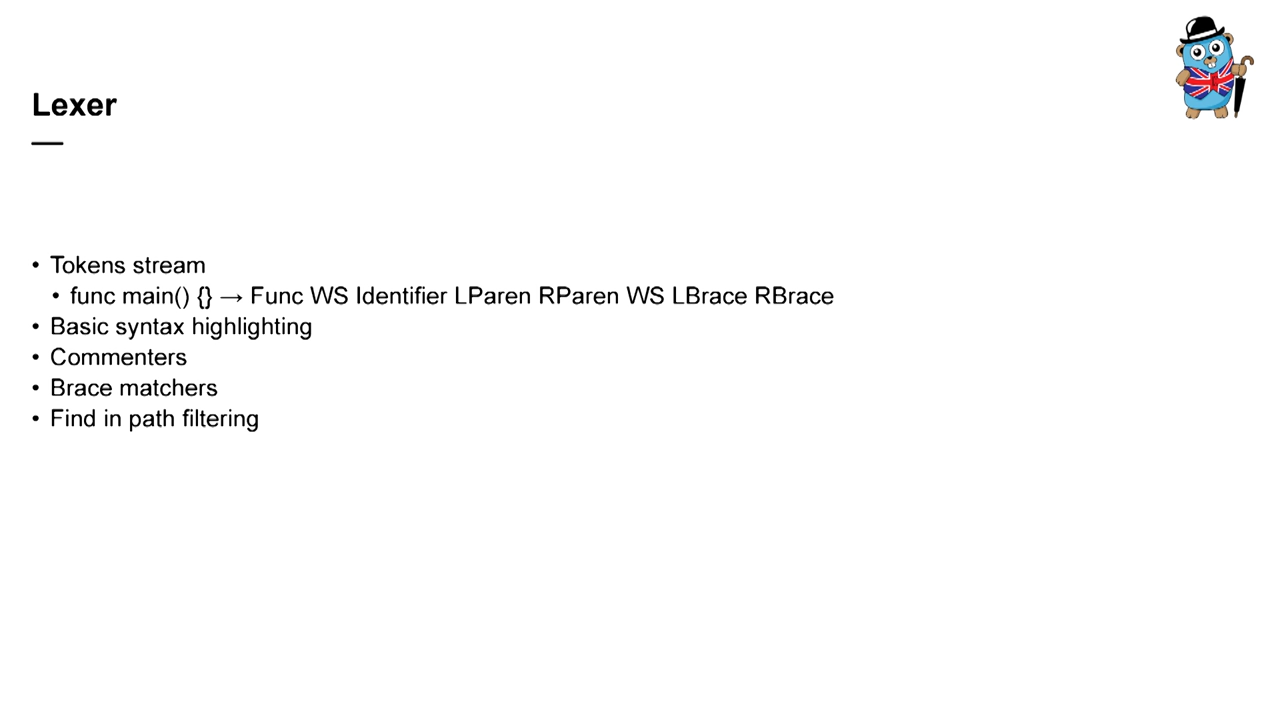 Lexer
• Tokens stream
• func main() {} → Func WS Identifier LParen RParen WS LBrace RBrace
• Basic syntax highlighting
• Commenters
• Brace matchers
• Find in path filtering